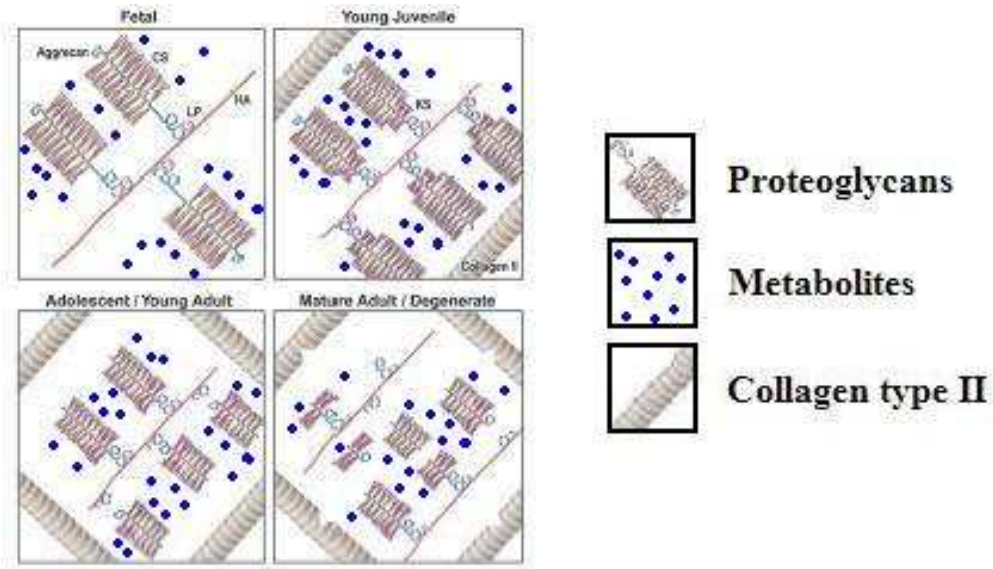 Fetal
Young Juvenile
Aggrecan
CS
LP
HA
KS
Collagen II
Adolescent / Young Adult
Mature Adult / Degenerate
Proteoglycans
Metabolites
Collagen type II